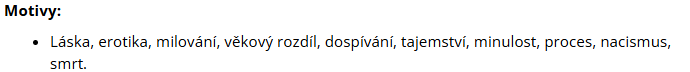 Motivy:
• Láska, erotika, milování, věkový rozdíl, dospívání, tajemství, minulost, proces, nacismus,
smrt.